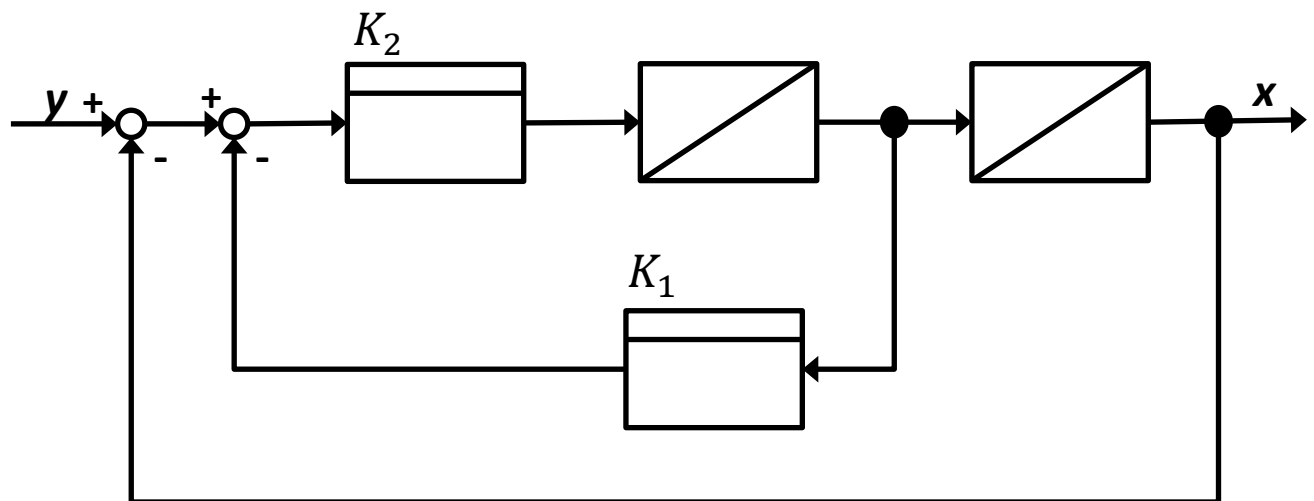 K₂
y + + x
- -
K₁